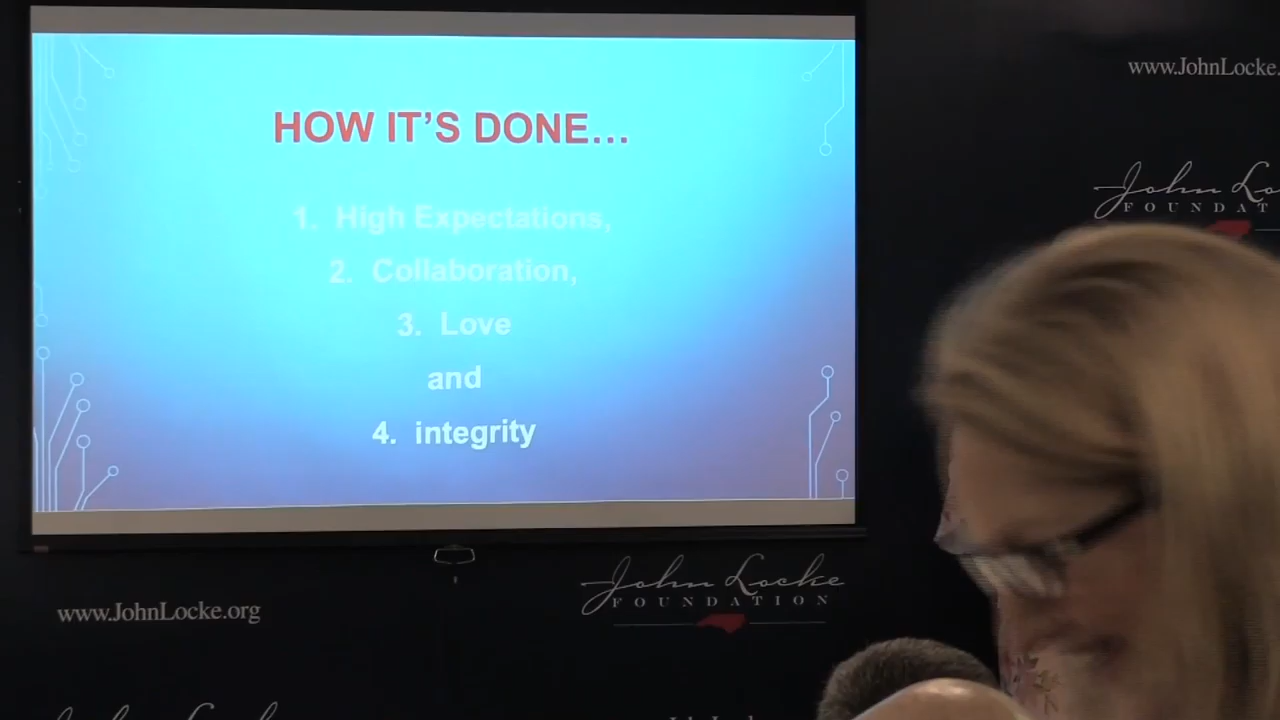 HOW IT'S DONE...
1. High Expectations,
2. Collaboration,
3. Love
and
4. integrity
www.JohnLocke.
John Lo
FOUNDAT
www.JohnLocke.org
John Locke
FOUNDATION